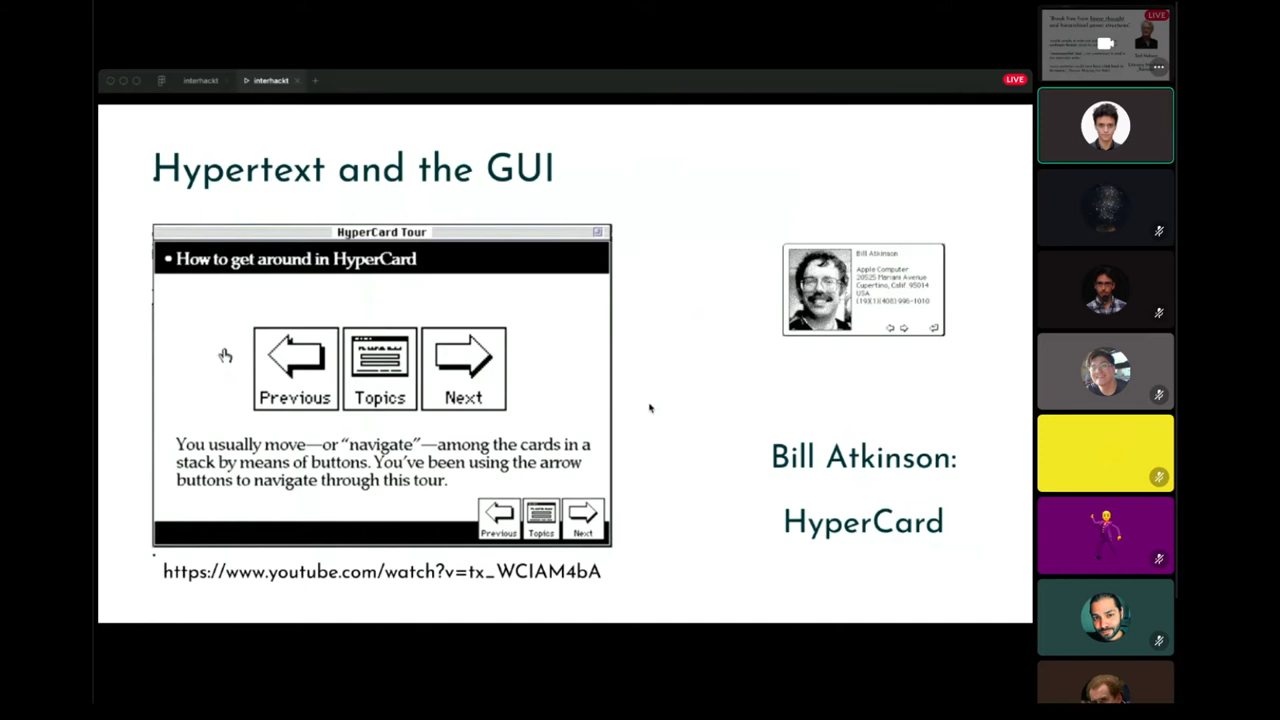 interhackt
interhackt
LIVE
LIVE
Hypertext and the GUI
HyperCard Tour
• How to get around in HyperCard
Previous
Topics
Next
You usually move—or “navigate”—among the cards in a
stack by means of buttons. You’ve been using the arrow
buttons to navigate through this tour.
Previous
Topics
Next
https://www.youtube.com/watch?v=tx_WCIAM4bA
Bill Atkinson
Apple Computer
20525 Mariani Avenue
Cupertino, Calif. 95014
USA
Bill Atkinson:
HyperCard